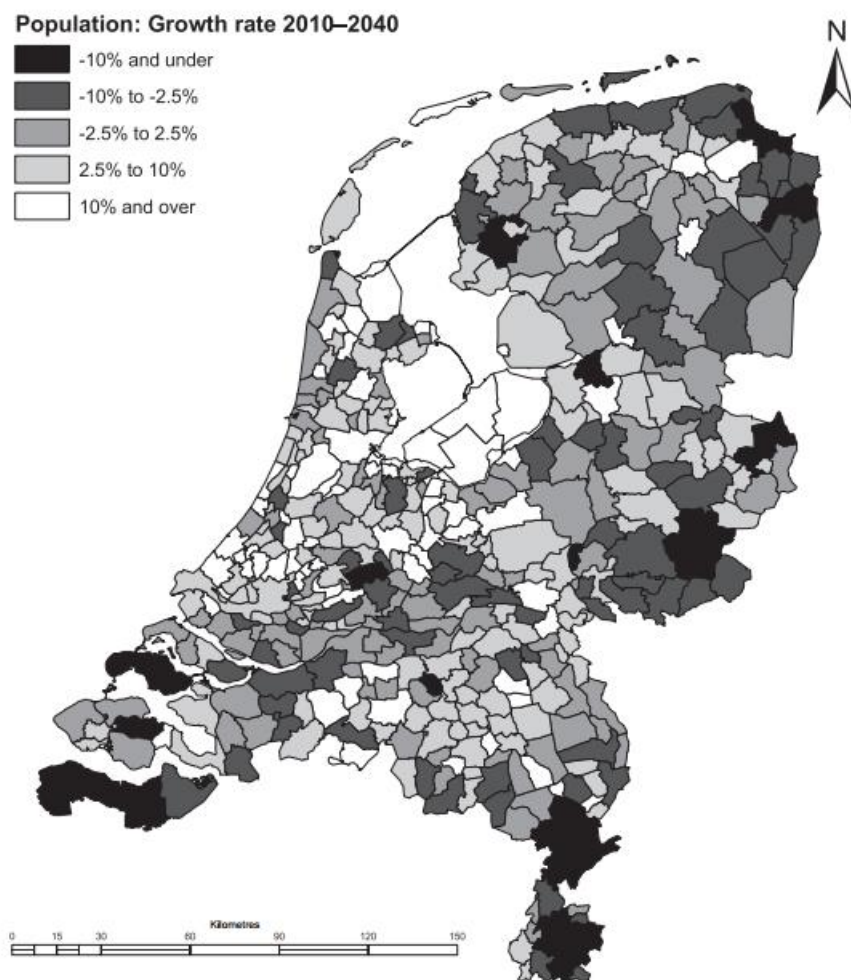 Population: Growth rate 2010–2040
-10% and under
-10% to -2.5%
-2.5% to 2.5%
2.5% to 10%
10% and over
N
Kilometres
0 15 30 60 90 120 150